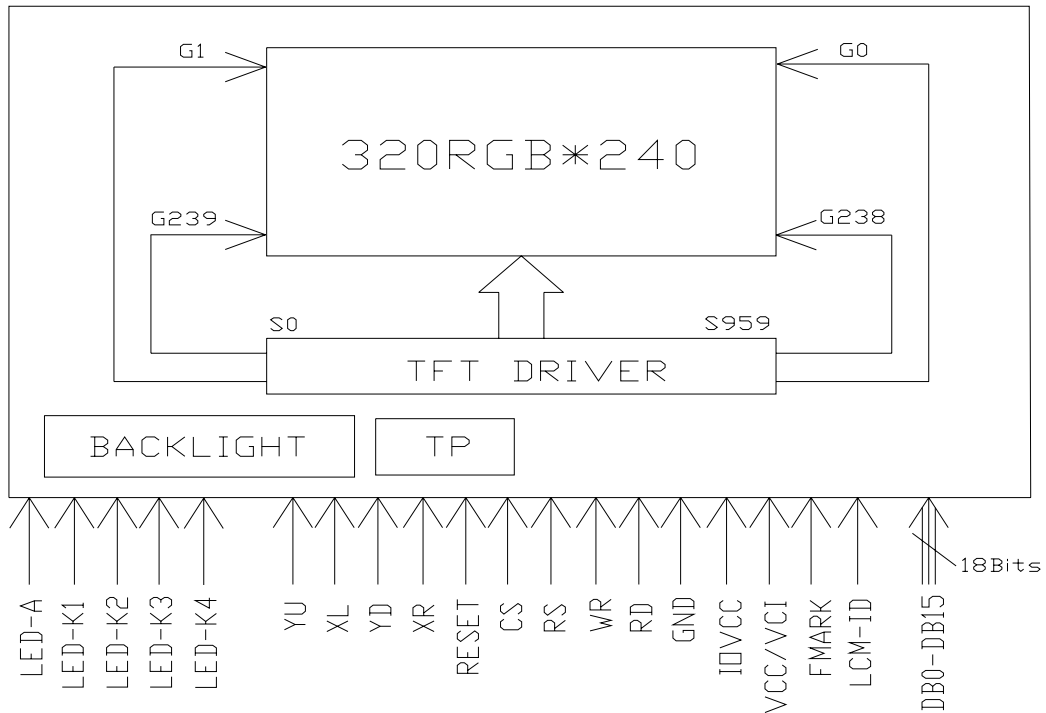 G1
G0
320RGB*240
G239
G238
S0
S959
TFT DRIVER
BACKLIGHT
TP
18Bits
LED-A
LED-K1
LED-K2
LED-K3
LED-K4
YU
XL
YD
XR
RESET
CS
RS
WR
RD
GND
IOVCC
VCC/VCI
FMARK
LCM-ID
DB0-DB15